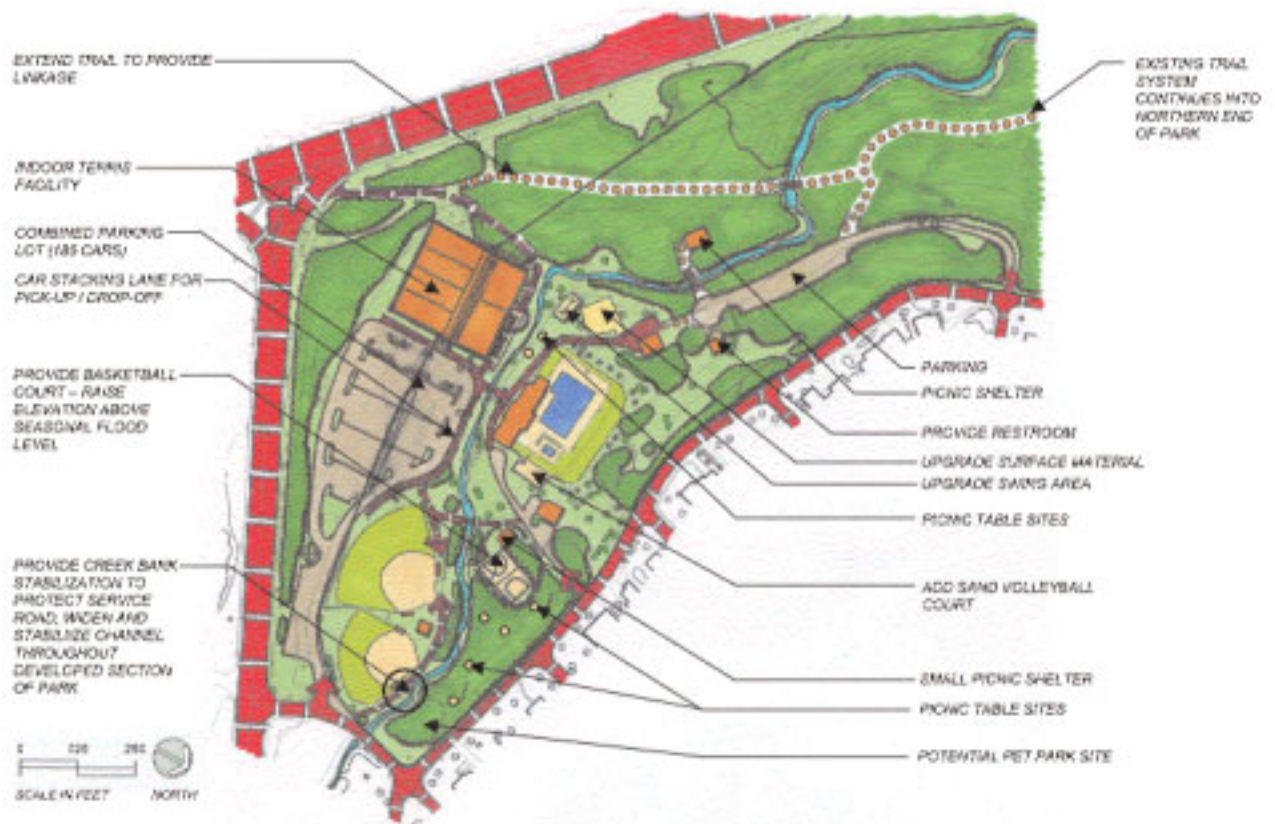 EXTEND TRAIL TO PROVIDE
LINKAGE
INDOOR TENNIS
FACILITY
COMBINED PARKING
LOT (185 CARS)
CAR STACKING LANE FOR
PICK-UP / DROP-OFF
PROVIDE BASKETBALL
COURT – RAISE
ELEVATION ABOVE
SEASONAL FLOOD
LEVEL
PROVIDE CREEK BANK
STABILIZATION TO
PROTECT SERVICE
ROAD, WIDEN AND
STABILIZE CHANNEL
THROUGHOUT
DEVELOPED SECTION
OF PARK
0
SCALE IN FEET
NORTH
EXISTING TRAIL
SYSTEM
CONTINUES INTO
NORTHERN END
OF PARK
PARKING
PICNIC SHELTER
PROVIDE RESTROOM
UPGRADE SURFACE MATERIAL
UPGRADE SWING AREA
PICNIC TABLE SITES
ADD SAND VOLLEYBALL
COURT
SMALL PICNIC SHELTER
PICNIC TABLE SITES
POTENTIAL PET PARK SITE